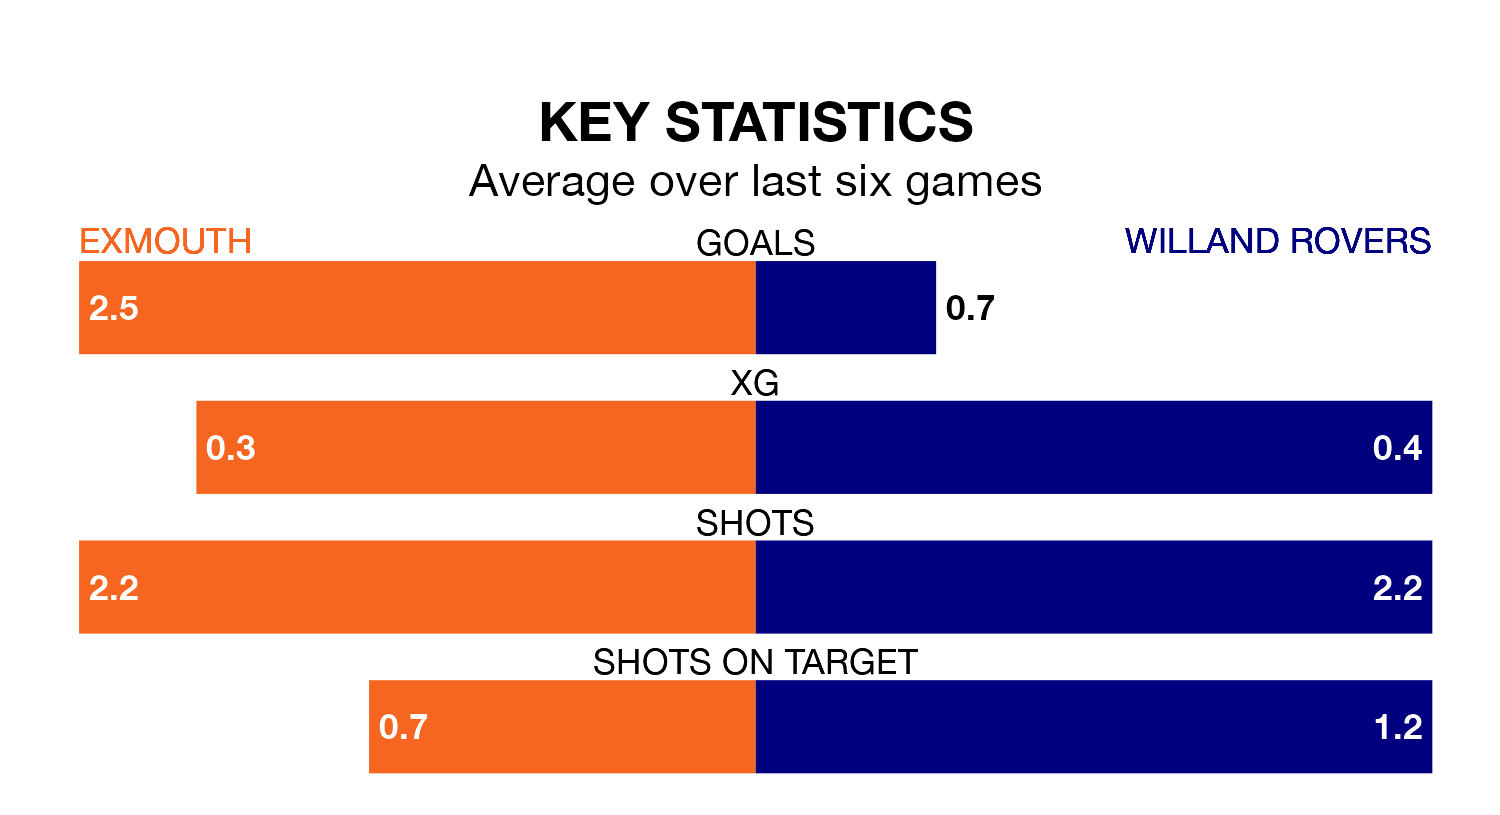 KEY STATISTICS
Average over last six games
EXMOUTH GOALS WILLAND ROVERS
2.5 0.7
XG
0.3 0.4
SHOTS
2.2 2.2
SHOTS ON TARGET
0.7 1.2